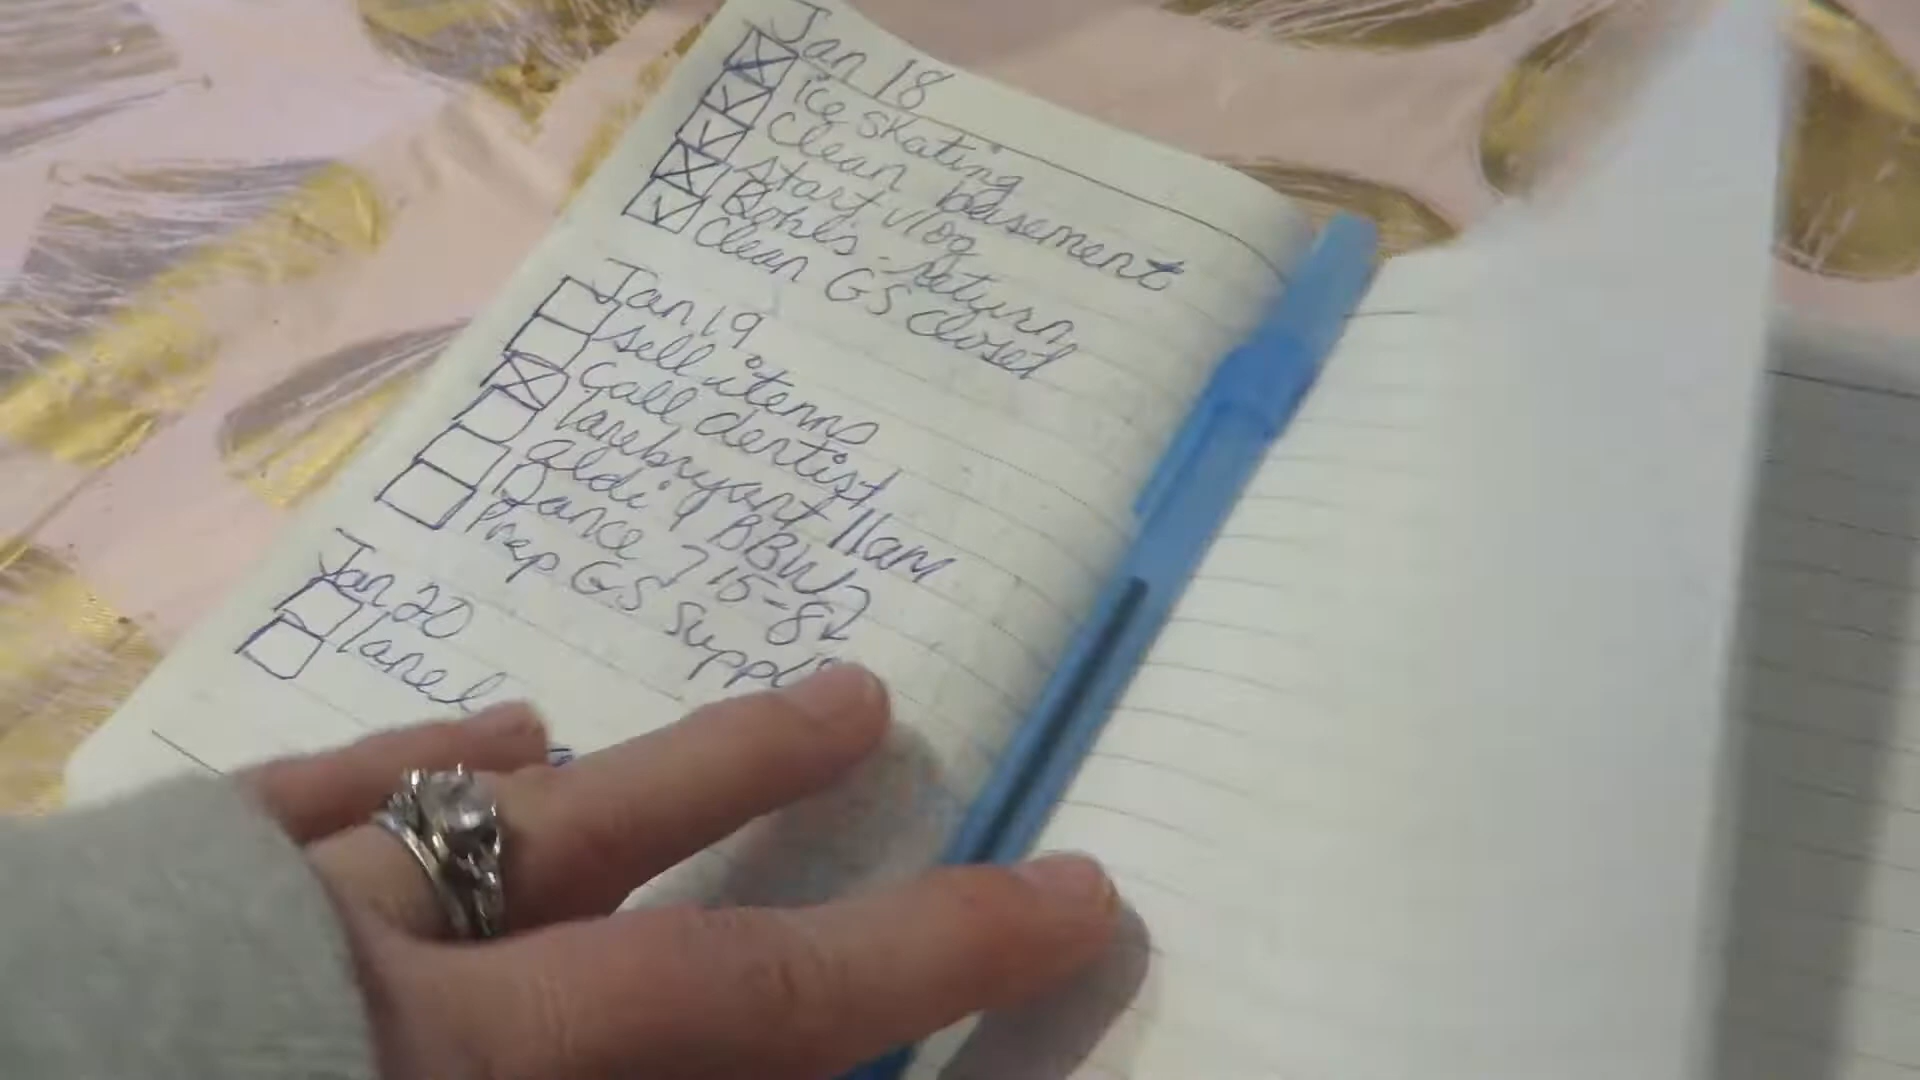 Jan 18
ice skating
Clean basement
Start vlog
Kohls - return
Clean GS closet
Jan 19
sell items
Call dentist
lanebryant 11am
aldi & BBW
Dance 7 15-8
Prep GS supplies
Jan 20